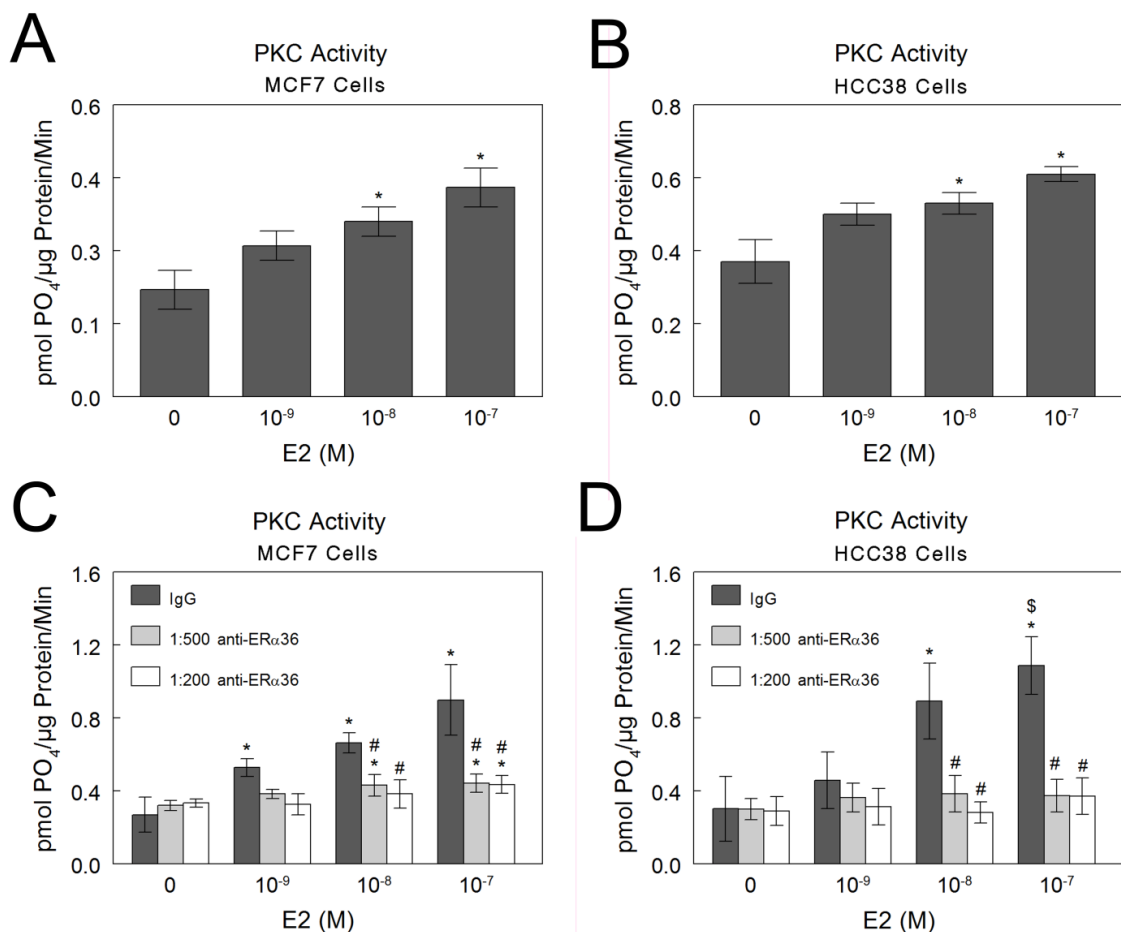 A
PKC Activity
MCF7 Cells
pmol PO₄/µg Protein/Min
0.6
0.4
0.3
0.1
0.0
*
*
0 10⁻⁹ 10⁻⁸ 10⁻⁷
E2 (M)
B
PKC Activity
HCC38 Cells
pmol PO₄/µg Protein/Min
0.8
0.6
0.4
0.2
0.0
*
*
0 10⁻⁹ 10⁻⁸ 10⁻⁷
E2 (M)
C
PKC Activity
MCF7 Cells
pmol PO₄/µg Protein/Min
1.6
1.2
0.8
0.4
0.0
IgG
1:500 anti-ERα36
1:200 anti-ERα36
*
*
#
*
#
*
#
*
#
*
0 10⁻⁹ 10⁻⁸ 10⁻⁷
E2 (M)
D
PKC Activity
HCC38 Cells
pmol PO₄/µg Protein/Min
1.6
1.2
0.8
0.4
0.0
IgG
1:500 anti-ERα36
1:200 anti-ERα36
*
#
#
$
*
#
#
0 10⁻⁹ 10⁻⁸ 10⁻⁷
E2 (M)